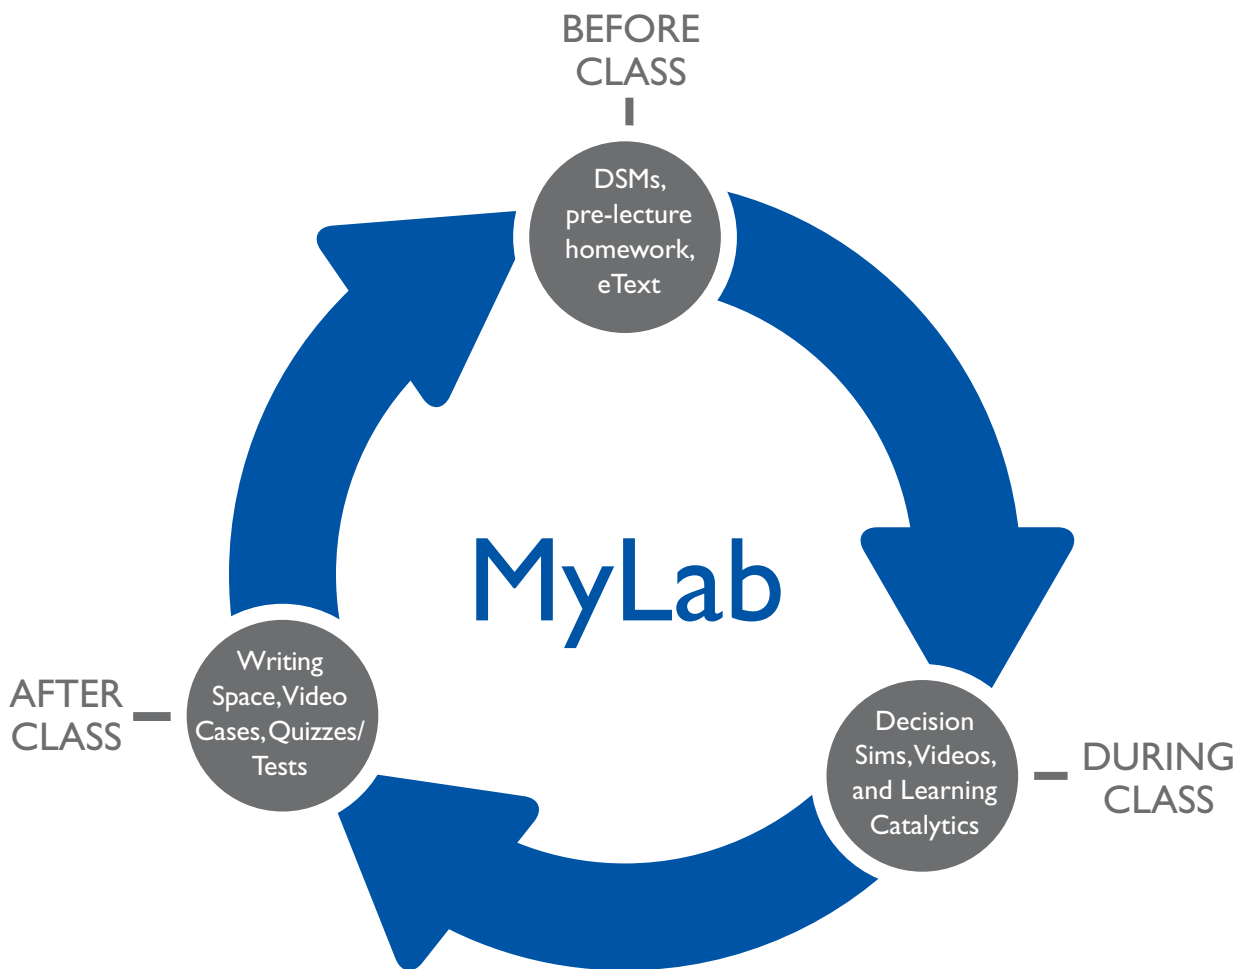 BEFORE
CLASS
DSMs,
pre-lecture
homework,
eText
MyLab
AFTER
CLASS
Writing
Space, Video
Cases, Quizzes/
Tests
Decision
Sims, Videos,
and Learning
Catalytics
DURING
CLASS